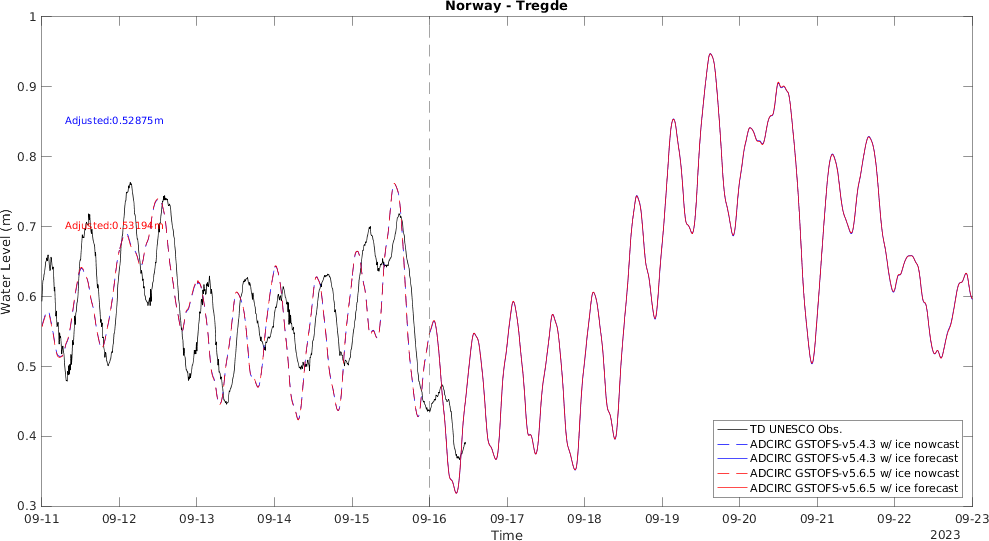 Norway - Tregde
1
0.9
0.8
0.7
0.6
0.5
0.4
0.3
Water Level (m)
Adjusted:0.52875m
Adjusted:0.53194m
TD UNESCO Obs.
ADCIRC GSTOFS-v5.4.3 w/ ice nowcast
ADCIRC GSTOFS-v5.4.3 w/ ice forecast
ADCIRC GSTOFS-v5.6.5 w/ ice nowcast
ADCIRC GSTOFS-v5.6.5 w/ ice forecast
09-11 09-12 09-13 09-14 09-15 09-16 09-17 09-18 09-19 09-20 09-21 09-22 09-23
Time
2023